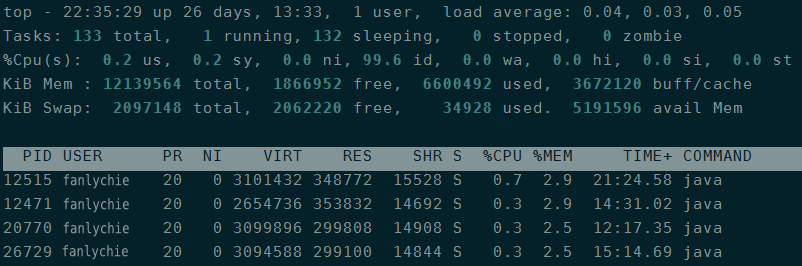 top - 22:35:29 up 26 days, 13:33,  1 user,  load average: 0.04, 0.03, 0.05
Tasks: 133 total,   1 running, 132 sleeping,   0 stopped,   0 zombie
%Cpu(s):  0.2 us,  0.2 sy,  0.0 ni, 99.6 id,  0.0 wa,  0.0 hi,  0.0 si,  0.0 st
KiB Mem : 12139564 total,  1866952 free,  6600492 used,  3672120 buff/cache
KiB Swap:  2097148 total,  2062220 free,    34928 used.  5191596 avail Mem
PID USER      PR  NI    VIRT    RES    SHR S  %CPU %MEM     TIME+ COMMAND
12515 fanlychie  20   0 3101432 348772  15528 S   0.7  2.9  21:24.58 java
12471 fanlychie  20   0 2654736 353832  14692 S   0.3  2.9  14:31.02 java
20770 fanlychie  20   0 3099896 299808  14908 S   0.3  2.5  12:17.35 java
26729 fanlychie  20   0 3094588 299100  14844 S   0.3  2.5  15:14.69 java